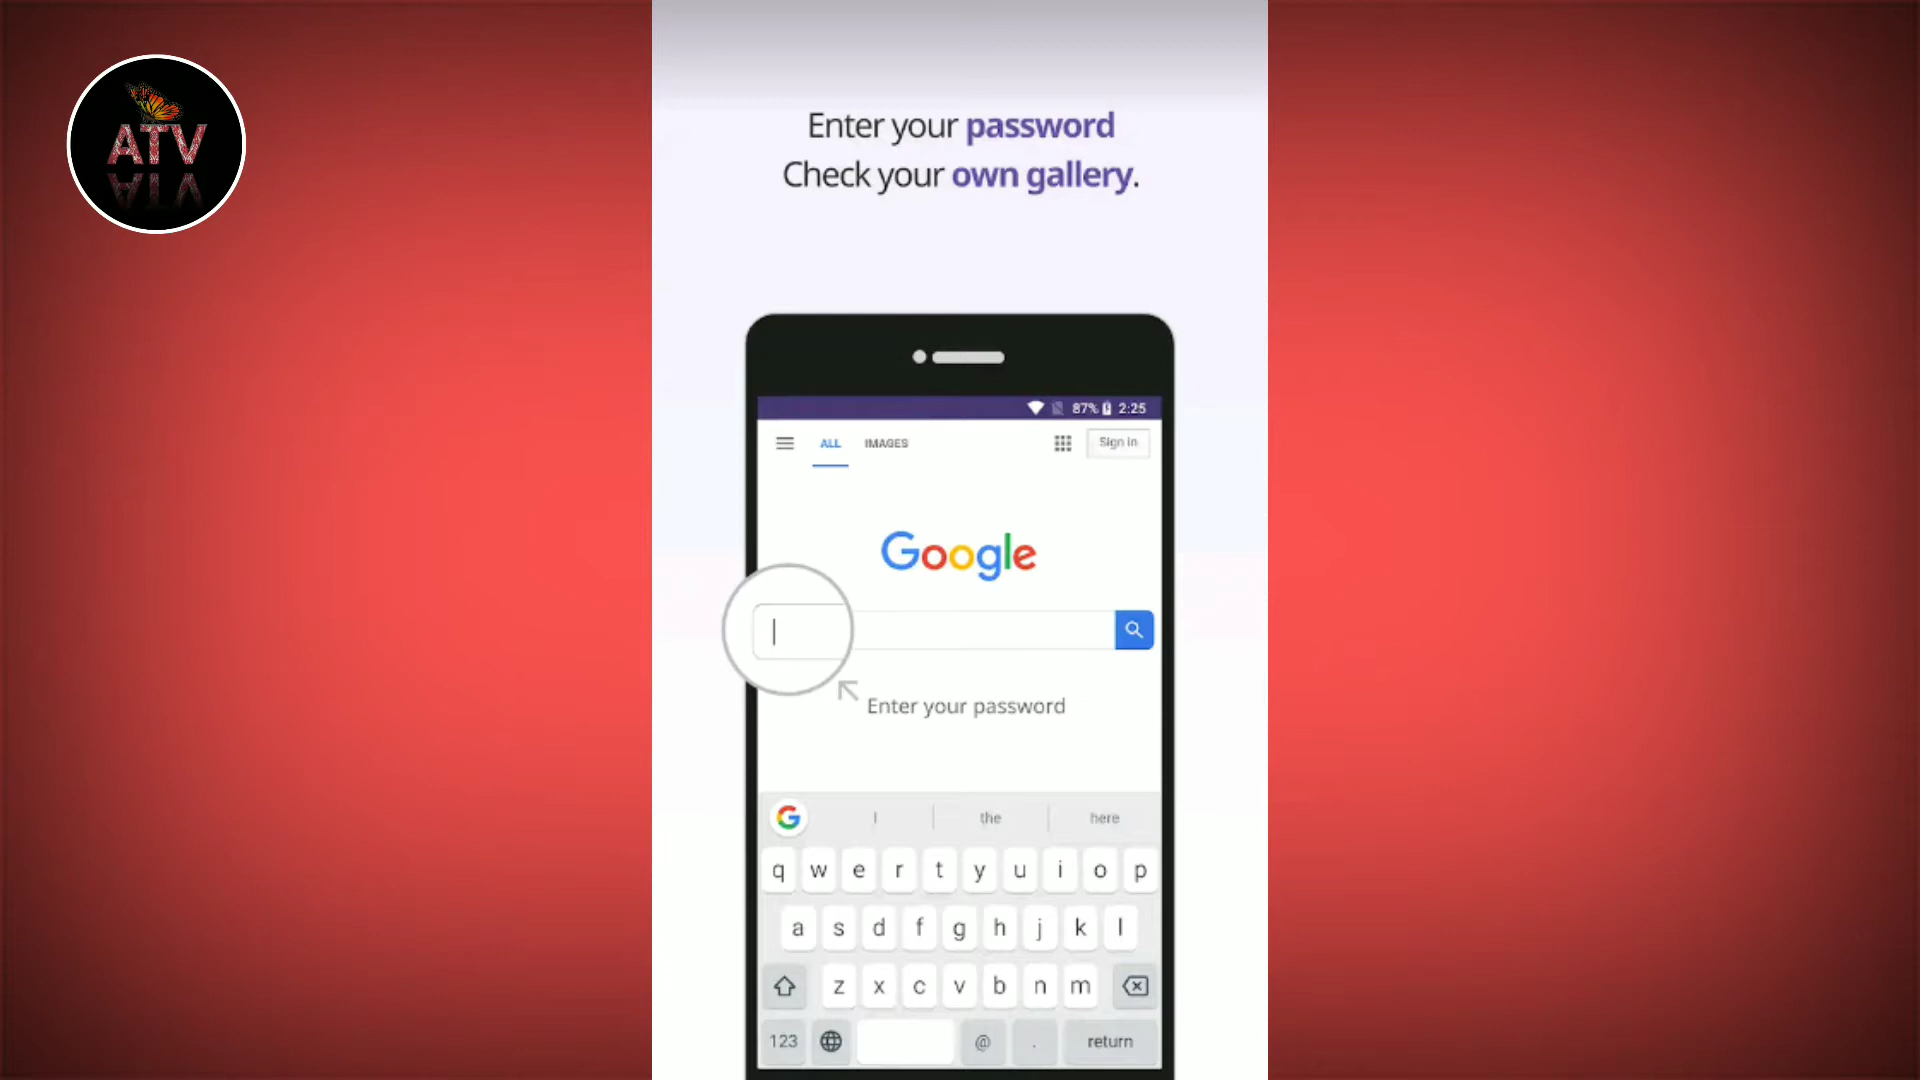 ATV
Enter your password
Check your own gallery.
87% 2:25
ALL IMAGES Sign in
Google
Enter your password
G I the here
q w e r t y u i o p
a s d f g h j k l
z x c v b n m
123 @ . return